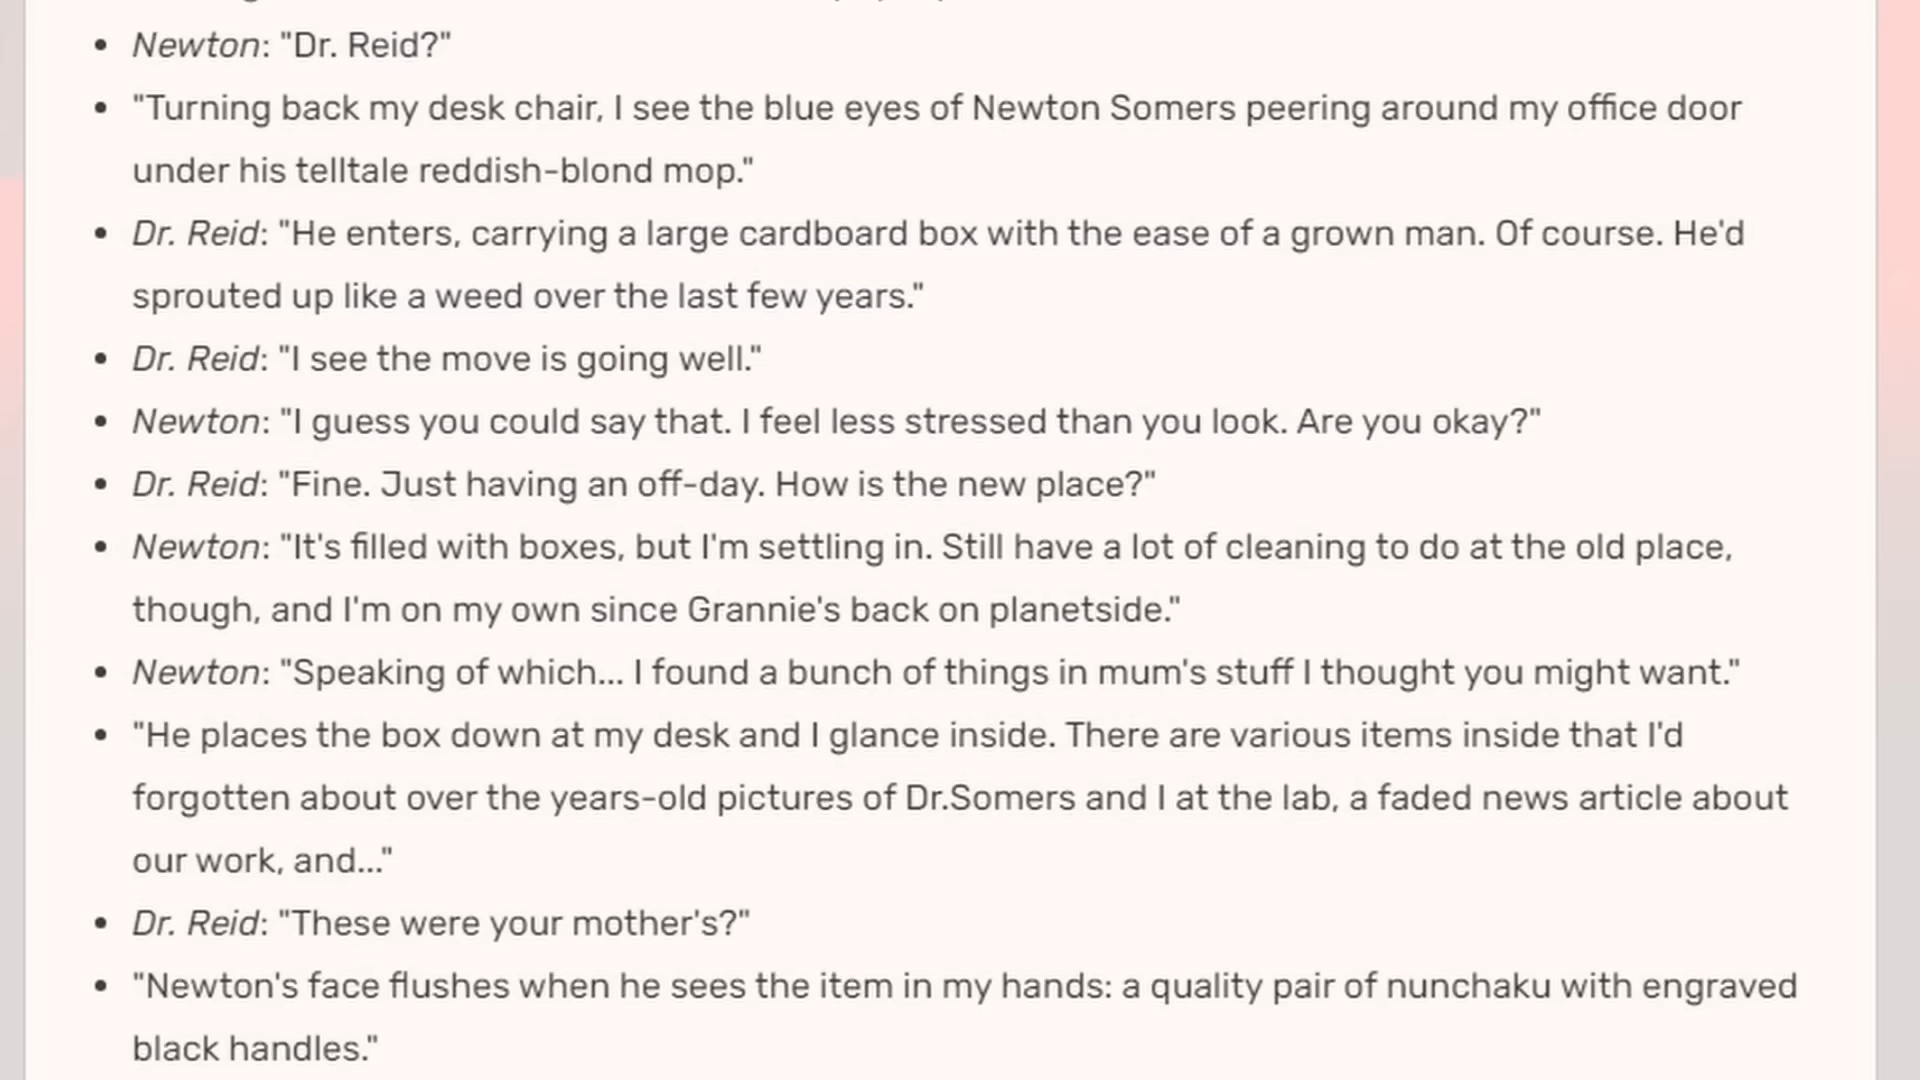 Newton: "Dr. Reid?"
"Turning back my desk chair, I see the blue eyes of Newton Somers peering around my office door
under his telltale reddish-blond mop."
Dr. Reid: "He enters, carrying a large cardboard box with the ease of a grown man. Of course. He'd
sprouted up like a weed over the last few years."
Dr. Reid: "I see the move is going well."
Newton: "I guess you could say that. I feel less stressed than you look. Are you okay?"
Dr. Reid: "Fine. Just having an off-day. How is the new place?"
Newton: "It's filled with boxes, but I'm settling in. Still have a lot of cleaning to do at the old place,
though, and I'm on my own since Grannie's back on planetside."
Newton: "Speaking of which... I found a bunch of things in mum's stuff I thought you might want."
"He places the box down at my desk and I glance inside. There are various items inside that I'd
forgotten about over the years-old pictures of Dr.Somers and I at the lab, a faded news article about
our work, and..."
Dr. Reid: "These were your mother's?"
"Newton's face flushes when he sees the item in my hands: a quality pair of nunchaku with engraved
black handles."